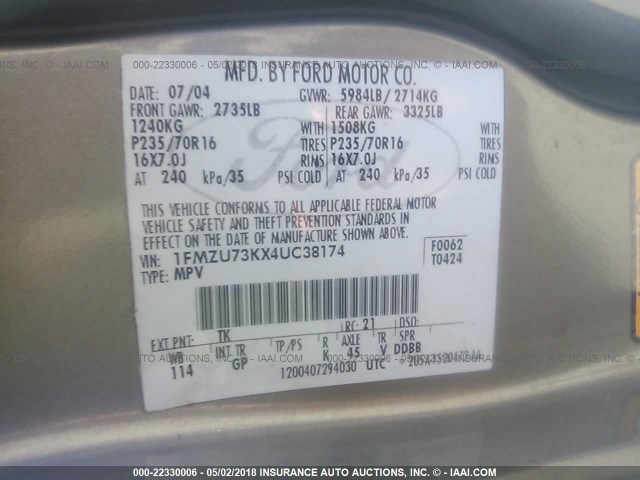 000-22330006 - 05/02/2018 INSURANCE AUTO AUCTIONS - IAAI.COM
MFD. BY FORD MOTOR CO.
DATE: 07/04 GVWR: 5984LB/2714KG
FRONT GAWR: 2735LB REAR GAWR: 3325LB
1240KG WITH 1508KG WITH
P235/70R16 TIRES P235/70R16 TIRES
16X7.0J RIMS 16X7.0J RIMS
AT 240 kPa/35 PSI COLD AT 240 kPa/35 PSI COLD
Ford
THIS VEHICLE CONFORMS TO ALL APPLICABLE FEDERAL MOTOR
VEHICLE SAFETY AND THEFT PREVENTION STANDARDS IN
EFFECT ON THE DATE OF MANUFACTURE SHOWN ABOVE.
VIN: 1FMZU73KX4UC38174 F0062
TYPE: MPV T0424
EXT PNT: TK RC: 21 DSO:
WB INT TR TP/PS R AXLE TR SPR
114 GP K 45 V DDBB
1200407294030 UTC
000-22330006 - 05/02/2018 INSURANCE AUTO AUCTIONS - IAAI.COM